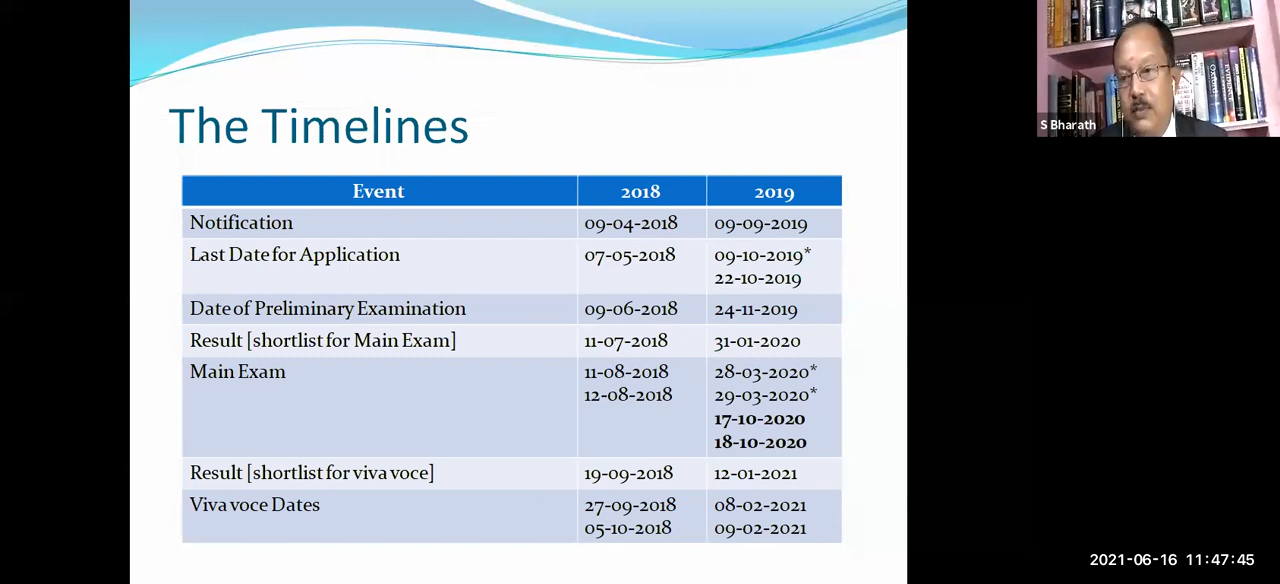 The Timelines
Event 2018 2019
Notification 09-04-2018 09-09-2019
Last Date for Application 07-05-2018 09-10-2019*
22-10-2019
Date of Preliminary Examination 09-06-2018 24-11-2019
Result [shortlist for Main Exam] 11-07-2018 31-01-2020
Main Exam 11-08-2018 28-03-2020*
12-08-2018 29-03-2020*
17-10-2020
18-10-2020
Result [shortlist for viva voce] 19-09-2018 12-01-2021
Viva voce Dates 27-09-2018 08-02-2021
05-10-2018 09-02-2021
S Bharath
2021-06-16 11:47:45